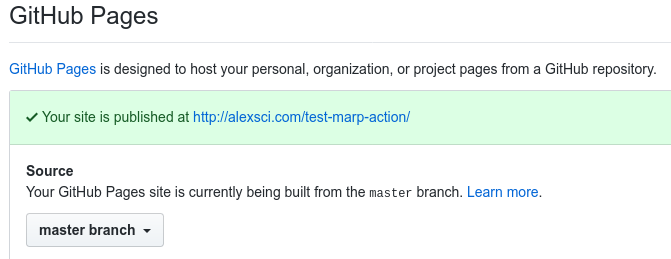 GitHub Pages
GitHub Pages is designed to host your personal, organization, or project pages from a GitHub repository.
Your site is published at http://alexsci.com/test-marp-action/
Source
Your GitHub Pages site is currently being built from the master branch. Learn more.
master branch